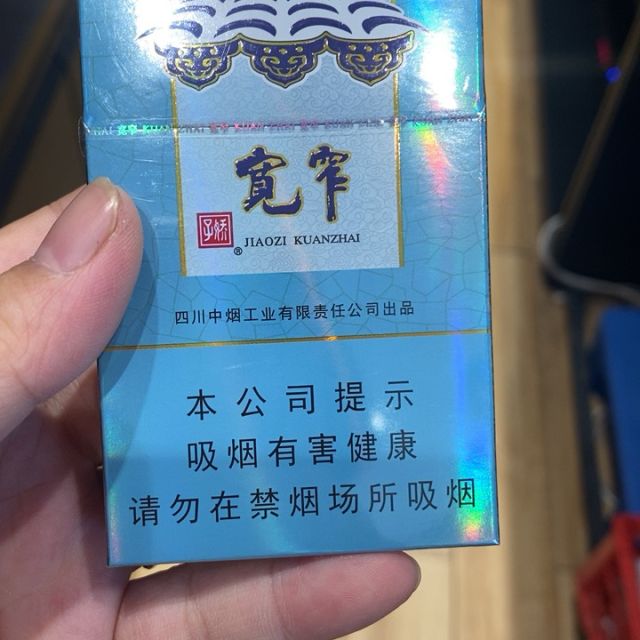 宽窄
娇子
® JIAOZI KUANZHAI
四川中烟工业有限责任公司出品
本公司提示
吸烟有害健康
请勿在禁烟场所吸烟